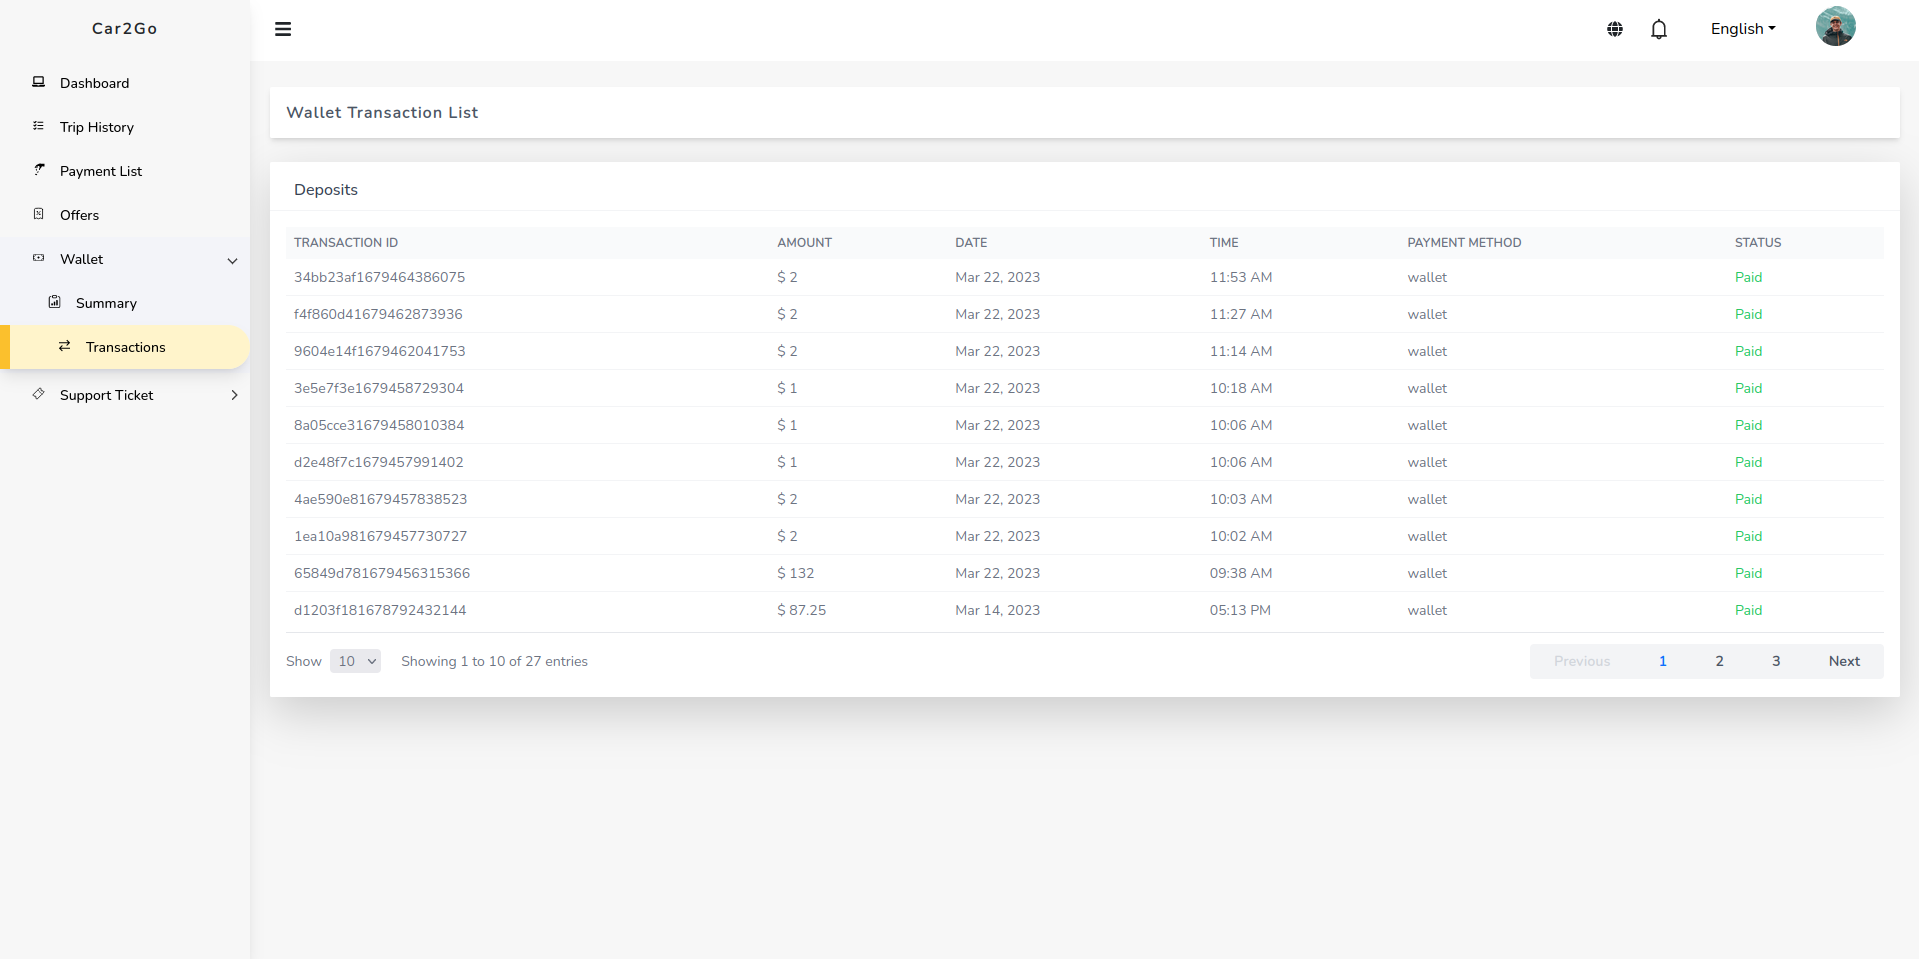 Car2Go
English
Dashboard
Trip History
Payment List
Offers
Wallet
Summary
Transactions
Support Ticket
Wallet Transaction List
Deposits
TRANSACTION ID AMOUNT DATE TIME PAYMENT METHOD STATUS
34bb23af1679464386075 $ 2 Mar 22, 2023 11:53 AM wallet Paid
f4f860d41679462873936 $ 2 Mar 22, 2023 11:27 AM wallet Paid
9604e14f1679462041753 $ 2 Mar 22, 2023 11:14 AM wallet Paid
3e5e7f3e1679458729304 $ 1 Mar 22, 2023 10:18 AM wallet Paid
8a05cce31679458010384 $ 1 Mar 22, 2023 10:06 AM wallet Paid
d2e48f7c1679457991402 $ 1 Mar 22, 2023 10:06 AM wallet Paid
4ae590e81679457838523 $ 2 Mar 22, 2023 10:03 AM wallet Paid
1ea10a981679457730727 $ 2 Mar 22, 2023 10:02 AM wallet Paid
65849d781679456315366 $ 132 Mar 22, 2023 09:38 AM wallet Paid
d1203f181678792432144 $ 87.25 Mar 14, 2023 05:13 PM wallet Paid
Show 10 Showing 1 to 10 of 27 entries Previous 1 2 3 Next